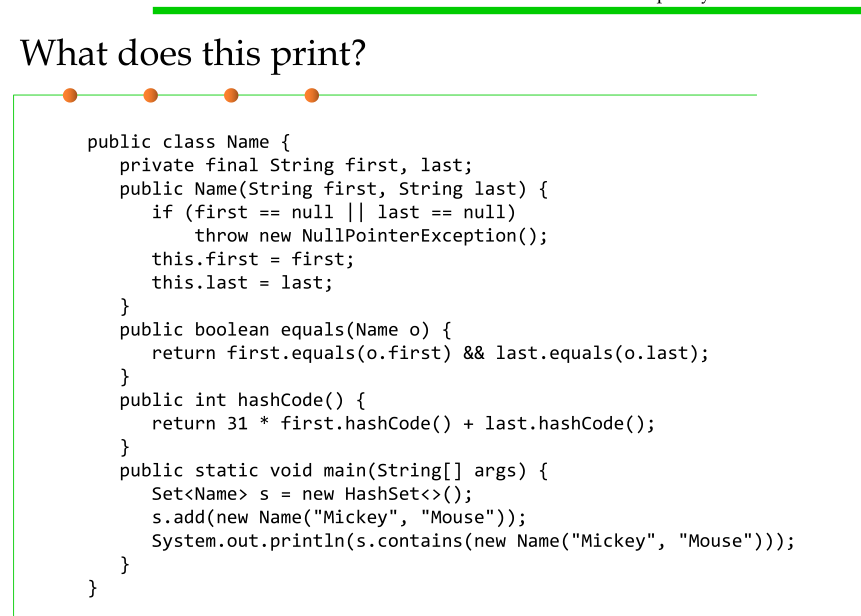 What does this print?
public class Name {
   private final String first, last;
   public Name(String first, String last) {
      if (first == null || last == null)
          throw new NullPointerException();
      this.first = first;
      this.last = last;
   }
   public boolean equals(Name o) {
      return first.equals(o.first) && last.equals(o.last);
   }
   public int hashCode() {
      return 31 * first.hashCode() + last.hashCode();
   }
   public static void main(String[] args) {
      Set<Name> s = new HashSet<>();
      s.add(new Name("Mickey", "Mouse"));
      System.out.println(s.contains(new Name("Mickey", "Mouse")));
   }
}